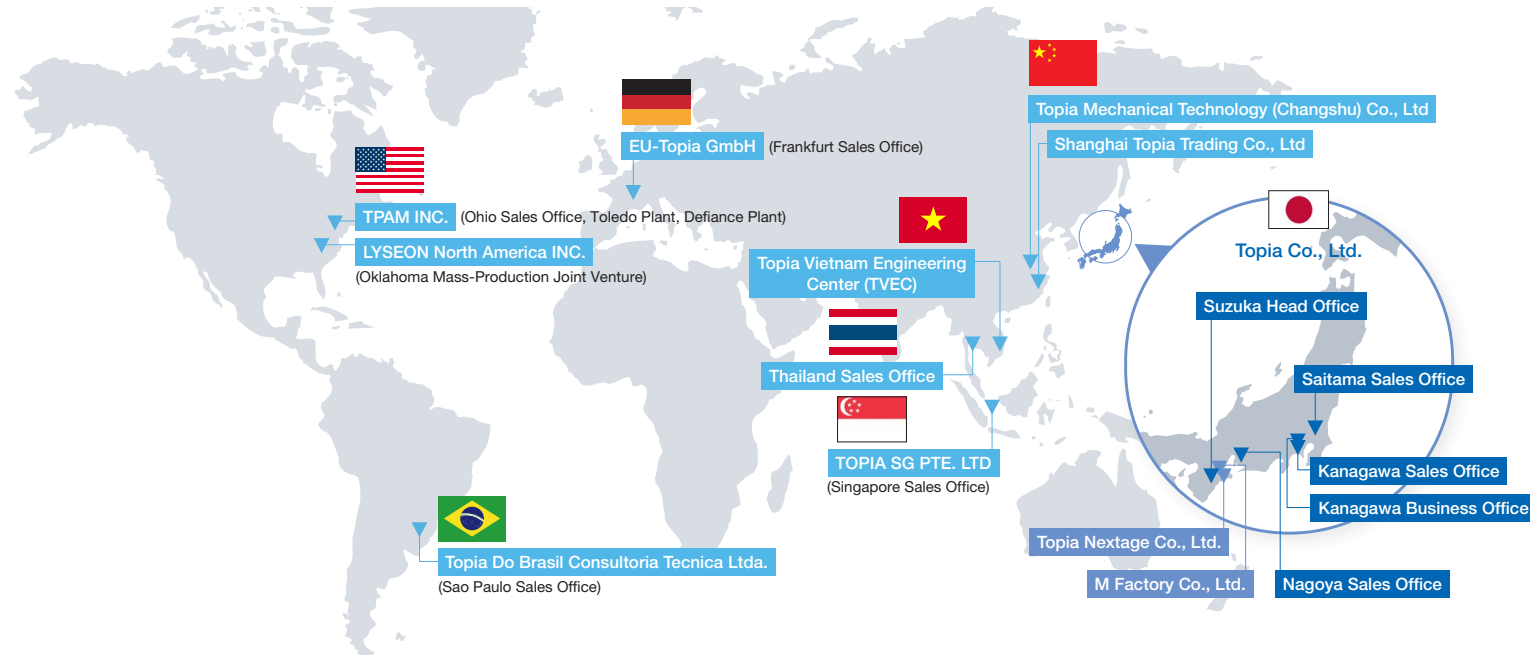 Topia Mechanical Technology (Changshu) Co., Ltd
Shanghai Topia Trading Co., Ltd
EU-Topia GmbH (Frankfurt Sales Office)
TPAM INC. (Ohio Sales Office, Toledo Plant, Defiance Plant)
LYSEON North America INC.
(Oklahoma Mass-Production Joint Venture)
Topia Vietnam Engineering
Center (TVEC)
Thailand Sales Office
TOPIA SG PTE. LTD
(Singapore Sales Office)
Topia Do Brasil Consultoria Tecnica Ltda.
(Sao Paulo Sales Office)
Topia Co., Ltd.
Suzuka Head Office
Saitama Sales Office
Kanagawa Sales Office
Kanagawa Business Office
Topia Nextage Co., Ltd.
M Factory Co., Ltd.
Nagoya Sales Office